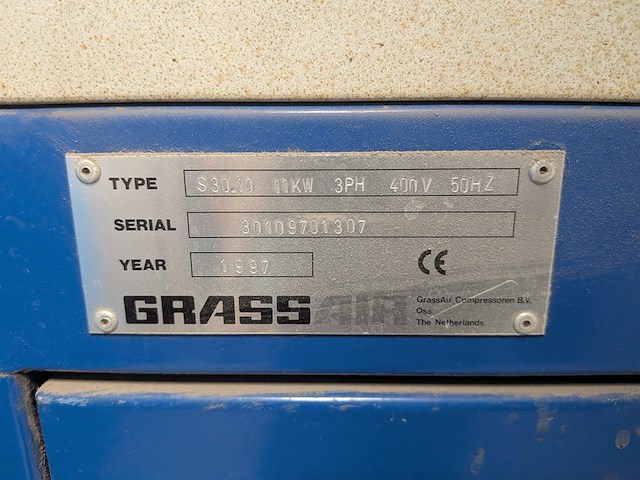 TYPE S30.10 11KW 3PH 400V 50HZ
SERIAL 30109701307
YEAR 1997
CE
GRASSAIR
GrassAir Compressoren B.V.
Oss.
The Netherlands